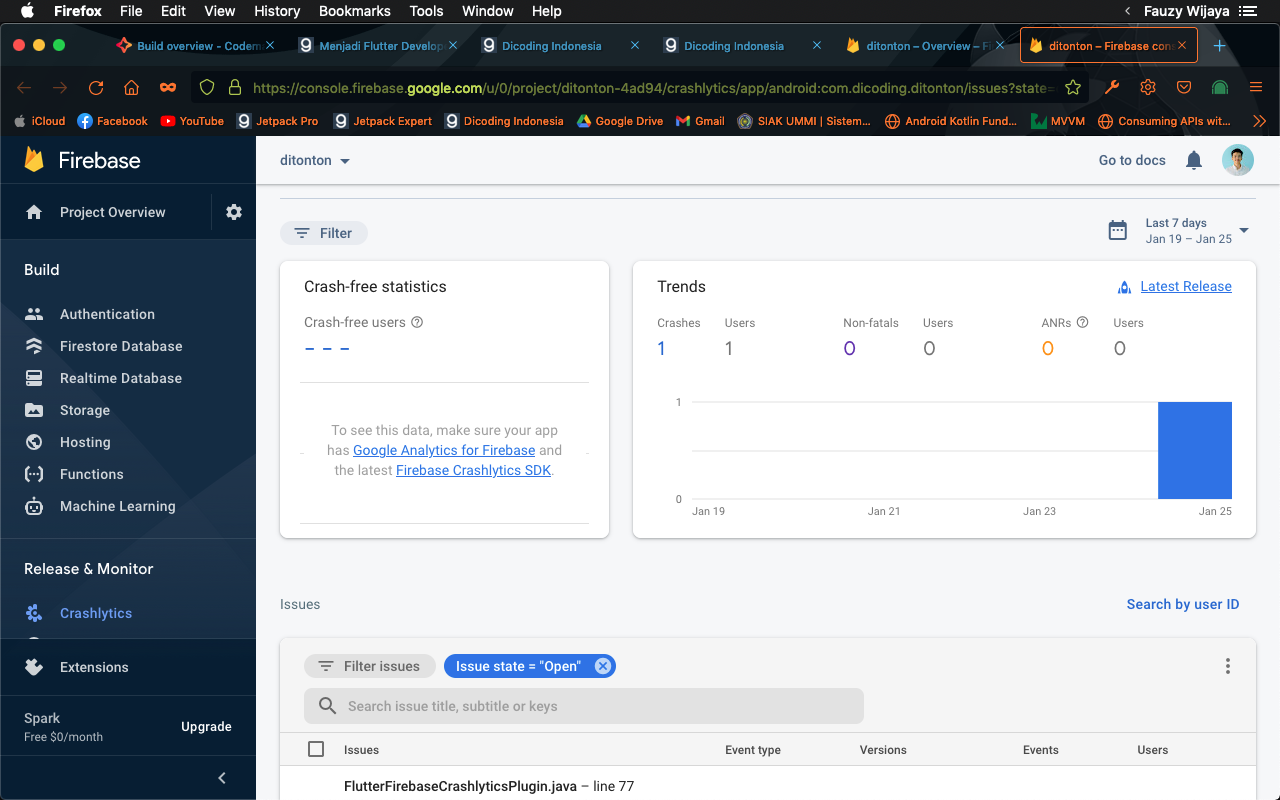 Firefox File Edit View History Bookmarks Tools Window Help Fauzy Wijaya
Build overview - Codem
Menjadi Flutter Develop
Dicoding Indonesia
Dicoding Indonesia
ditonton – Overview – Fi
ditonton – Firebase cons
https://console.firebase.google.com/u/0/project/ditonton-4ad94/crashlytics/app/android:com.dicoding.ditonton/issues?state=
iCloud Facebook YouTube Jetpack Pro Jetpack Expert Dicoding Indonesia Google Drive Gmail SIAK UMMI | Sistem... Android Kotlin Fund... MVVM Consuming APIs wit...
Firebase
Project Overview
Build
Authentication
Firestore Database
Realtime Database
Storage
Hosting
Functions
Machine Learning
Release & Monitor
Crashlytics
Extensions
Spark
Free $0/month
Upgrade
ditonton
Go to docs
Filter
Last 7 days
Jan 19 – Jan 25
Crash-free statistics
Crash-free users
– – –
To see this data, make sure your app
has Google Analytics for Firebase and
the latest Firebase Crashlytics SDK.
Trends
Latest Release
Crashes Users Non-fatals Users ANRs Users
1 1 0 0 0 0
1
0
Jan 19 Jan 21 Jan 23 Jan 25
Issues
Search by user ID
Filter issues
Issue state = "Open"
Search issue title, subtitle or keys
Issues Event type Versions Events Users
FlutterFirebaseCrashlyticsPlugin.java – line 77